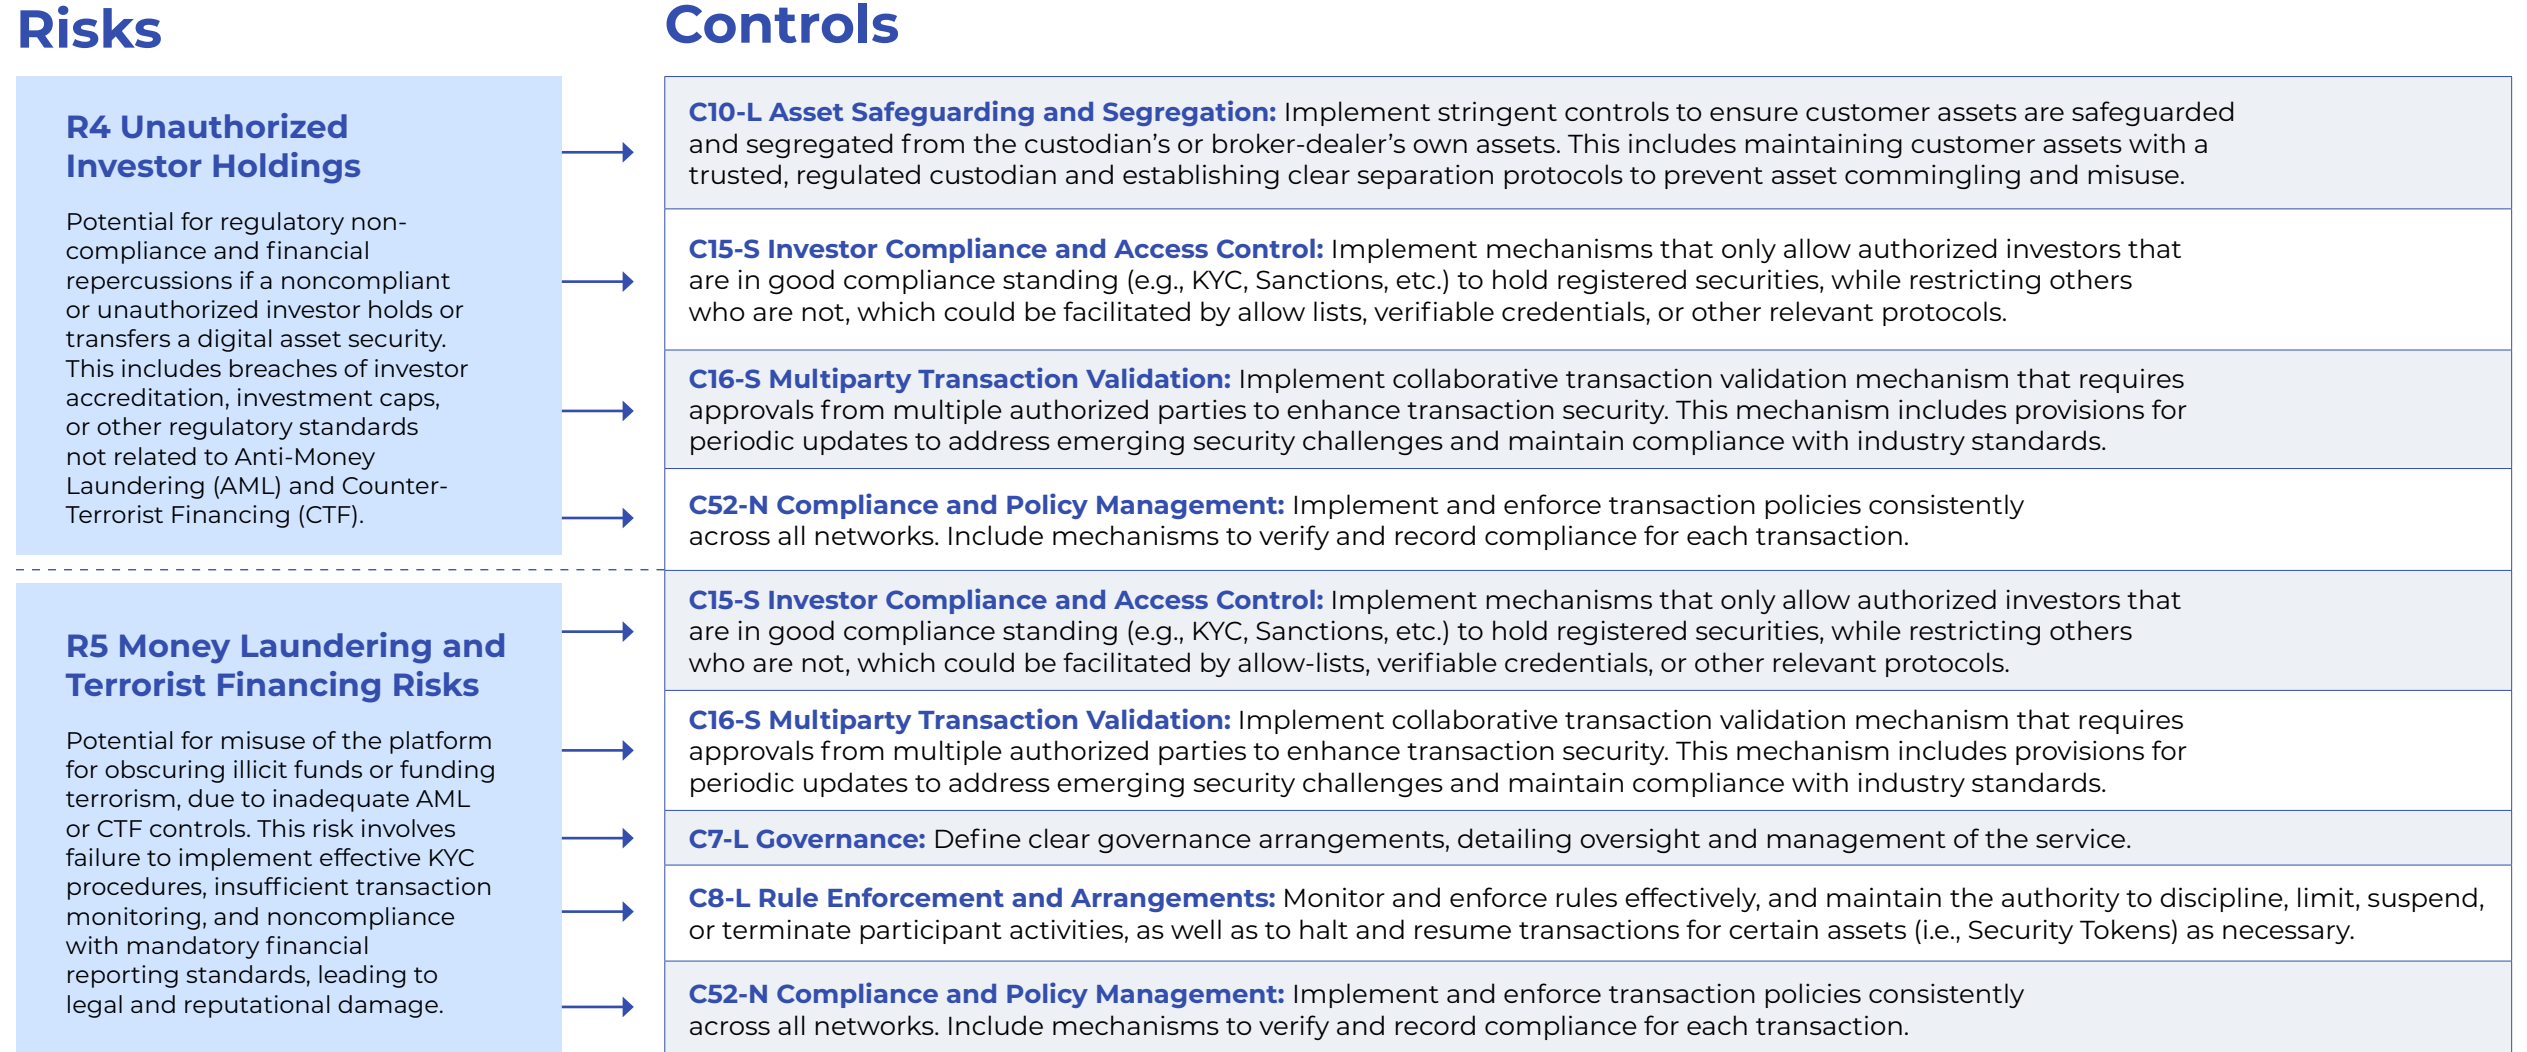 Risks
Controls
R4 Unauthorized
Investor Holdings
Potential for regulatory non-
compliance and financial
repercussions if a noncompliant
or unauthorized investor holds or
transfers a digital asset security.
This includes breaches of investor
accreditation, investment caps,
or other regulatory standards
not related to Anti-Money
Laundering (AML) and Counter-
Terrorist Financing (CTF).
C10-L Asset Safeguarding and Segregation: Implement stringent controls to ensure customer assets are safeguarded
and segregated from the custodian’s or broker-dealer’s own assets. This includes maintaining customer assets with a
trusted, regulated custodian and establishing clear separation protocols to prevent asset commingling and misuse.
C15-S Investor Compliance and Access Control: Implement mechanisms that only allow authorized investors that
are in good compliance standing (e.g., KYC, Sanctions, etc.) to hold registered securities, while restricting others
who are not, which could be facilitated by allow lists, verifiable credentials, or other relevant protocols.
C16-S Multiparty Transaction Validation: Implement collaborative transaction validation mechanism that requires
approvals from multiple authorized parties to enhance transaction security. This mechanism includes provisions for
periodic updates to address emerging security challenges and maintain compliance with industry standards.
C52-N Compliance and Policy Management: Implement and enforce transaction policies consistently
across all networks. Include mechanisms to verify and record compliance for each transaction.
R5 Money Laundering and
Terrorist Financing Risks
Potential for misuse of the platform
for obscuring illicit funds or funding
terrorism, due to inadequate AML
or CTF controls. This risk involves
failure to implement effective KYC
procedures, insufficient transaction
monitoring, and noncompliance
with mandatory financial
reporting standards, leading to
legal and reputational damage.
C15-S Investor Compliance and Access Control: Implement mechanisms that only allow authorized investors that
are in good compliance standing (e.g., KYC, Sanctions, etc.) to hold registered securities, while restricting others
who are not, which could be facilitated by allow-lists, verifiable credentials, or other relevant protocols.
C16-S Multiparty Transaction Validation: Implement collaborative transaction validation mechanism that requires
approvals from multiple authorized parties to enhance transaction security. This mechanism includes provisions for
periodic updates to address emerging security challenges and maintain compliance with industry standards.
C7-L Governance: Define clear governance arrangements, detailing oversight and management of the service.
C8-L Rule Enforcement and Arrangements: Monitor and enforce rules effectively, and maintain the authority to discipline, limit, suspend,
or terminate participant activities, as well as to halt and resume transactions for certain assets (i.e., Security Tokens) as necessary.
C52-N Compliance and Policy Management: Implement and enforce transaction policies consistently
across all networks. Include mechanisms to verify and record compliance for each transaction.